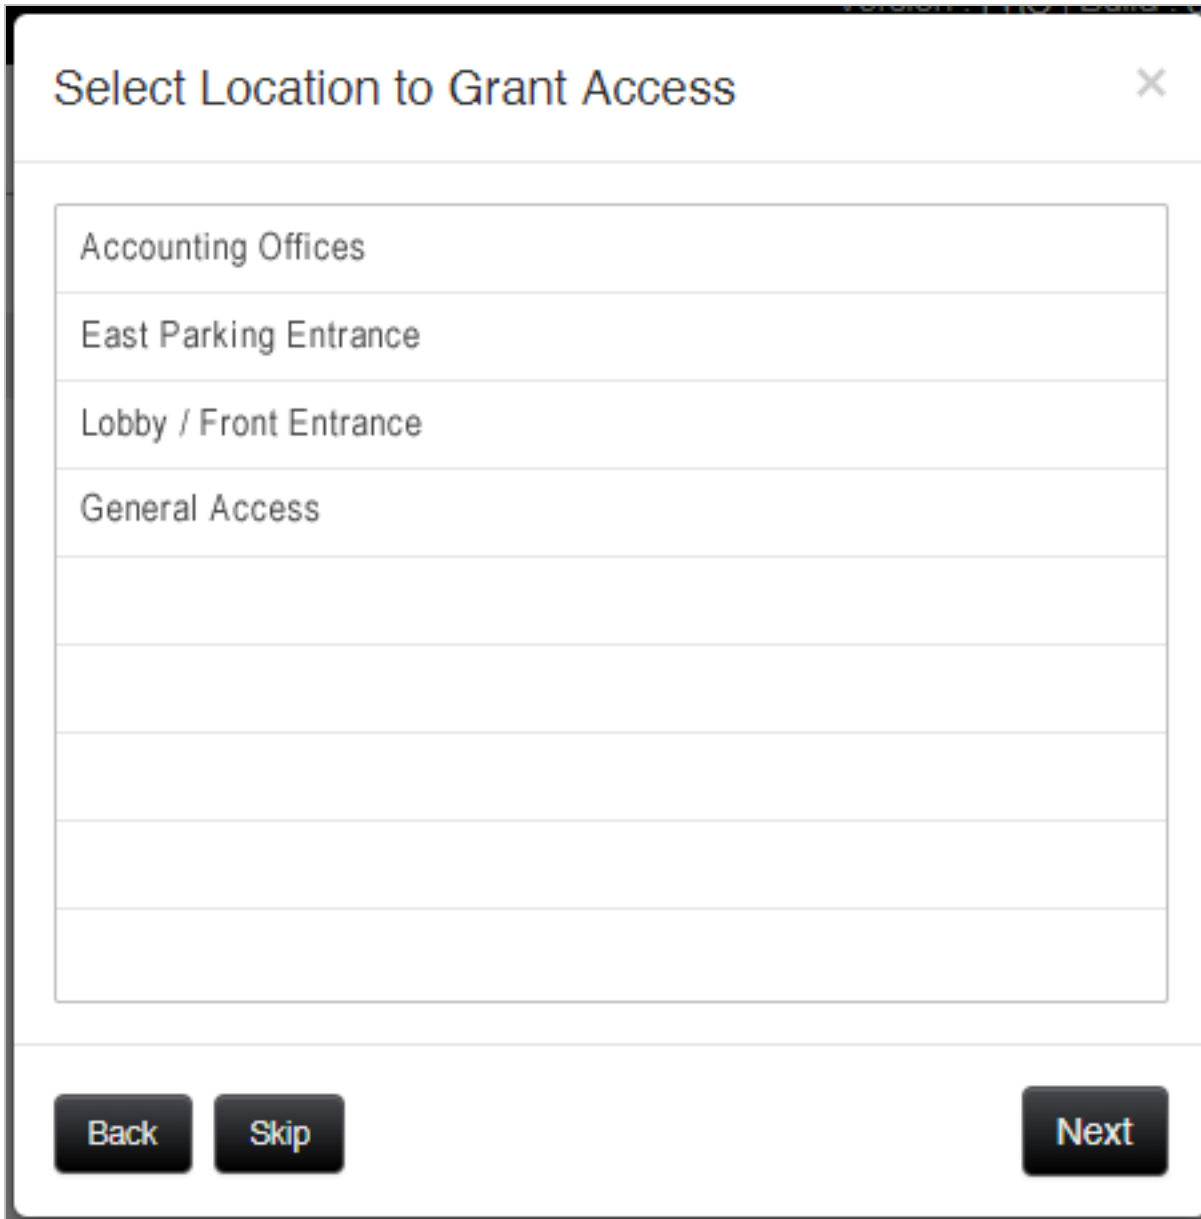 Select Location to Grant Access
×
Accounting Offices
East Parking Entrance
Lobby / Front Entrance
General Access
Back Skip Next